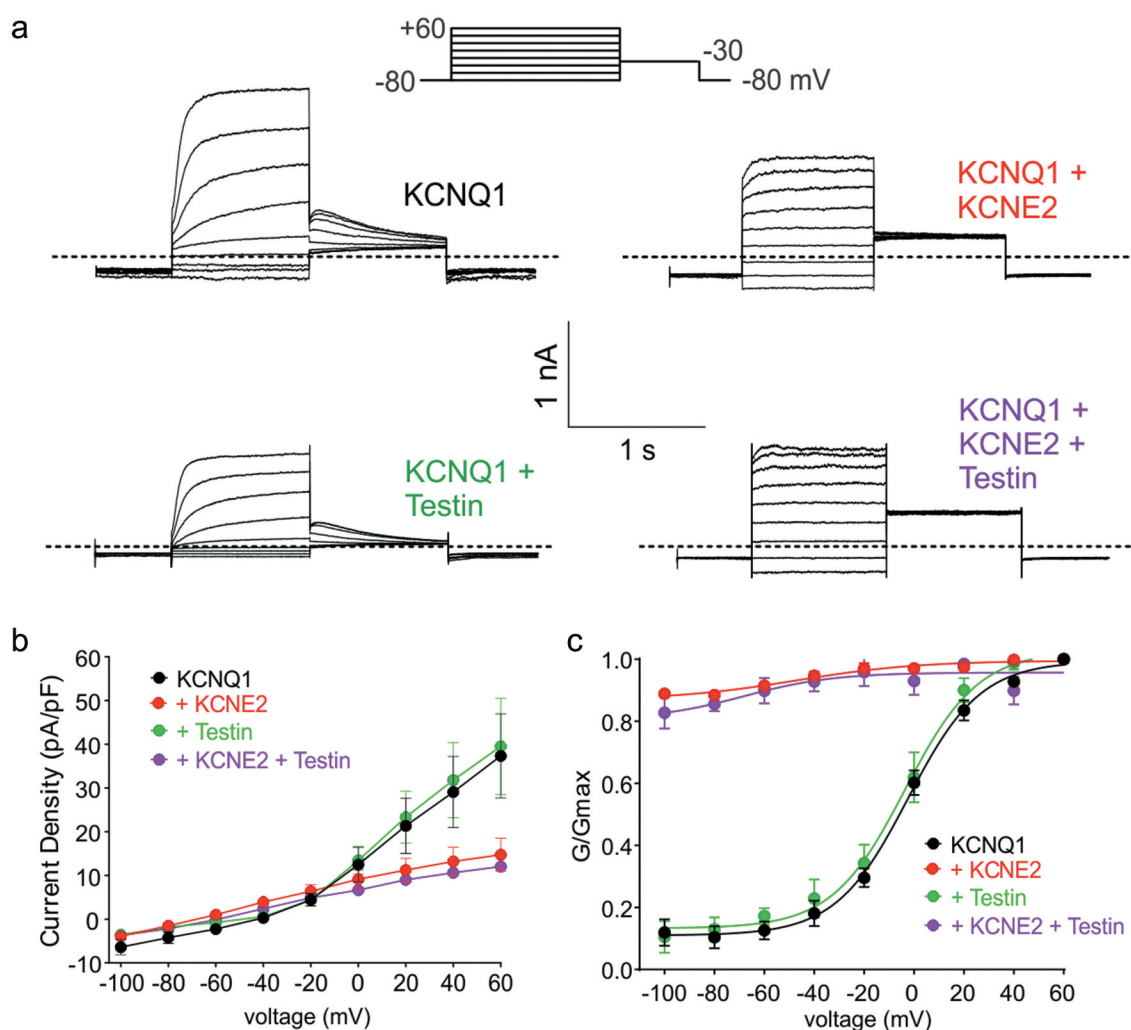 a
+60
-80
-30
-80 mV
KCNQ1
KCNQ1 +
KCNE2
1 nA
1 s
KCNQ1 +
Testin
KCNQ1 +
KCNE2 +
Testin
b
60
50
40
30
20
10
0
-10
Current Density (pA/pF)
KCNQ1
+ KCNE2
+ Testin
+ KCNE2 + Testin
-100 -80 -60 -40 -20 0 20 40 60
voltage (mV)
c
1.0
0.8
0.6
0.4
0.2
0.0
G/Gmax
KCNQ1
+ KCNE2
+ Testin
+ KCNE2 + Testin
-100 -80 -60 -40 -20 0 20 40 60
voltage (mV)